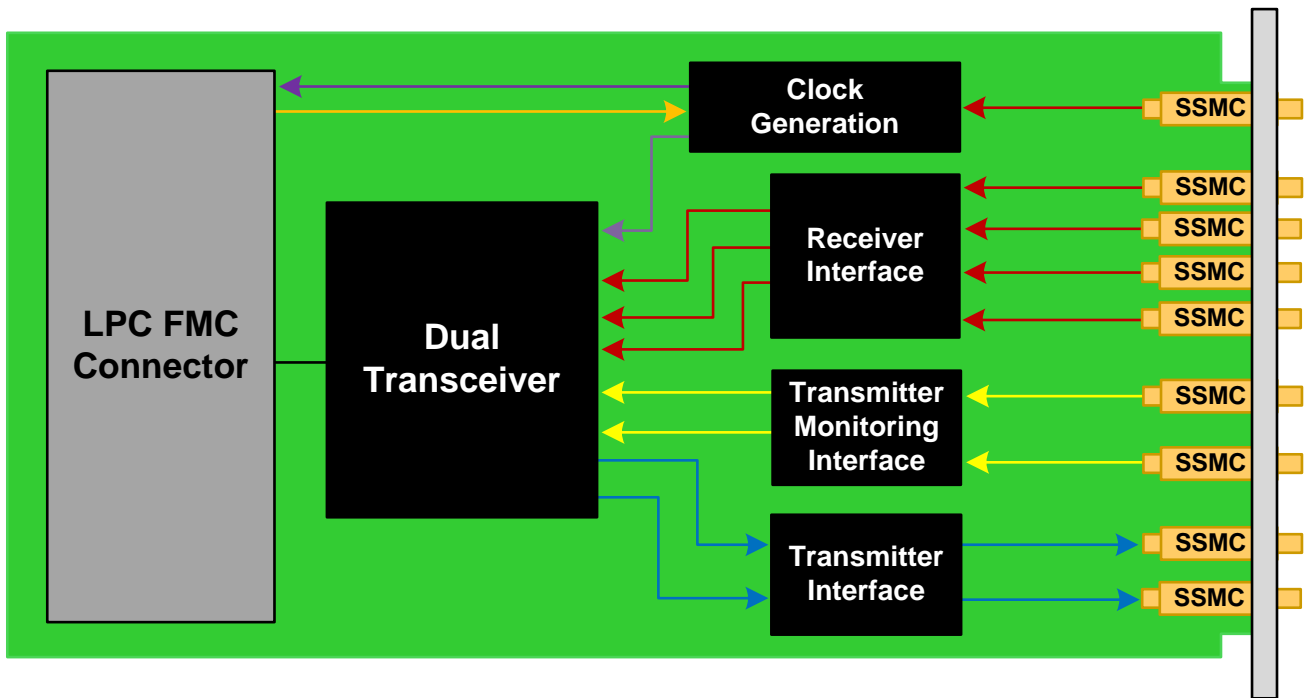 Clock
Generation
SSMC
SSMC
SSMC
SSMC
SSMC
Receiver
Interface
LPC FMC
Connector
Dual
Transceiver
Transmitter
Monitoring
Interface
SSMC
SSMC
Transmitter
Interface
SSMC
SSMC